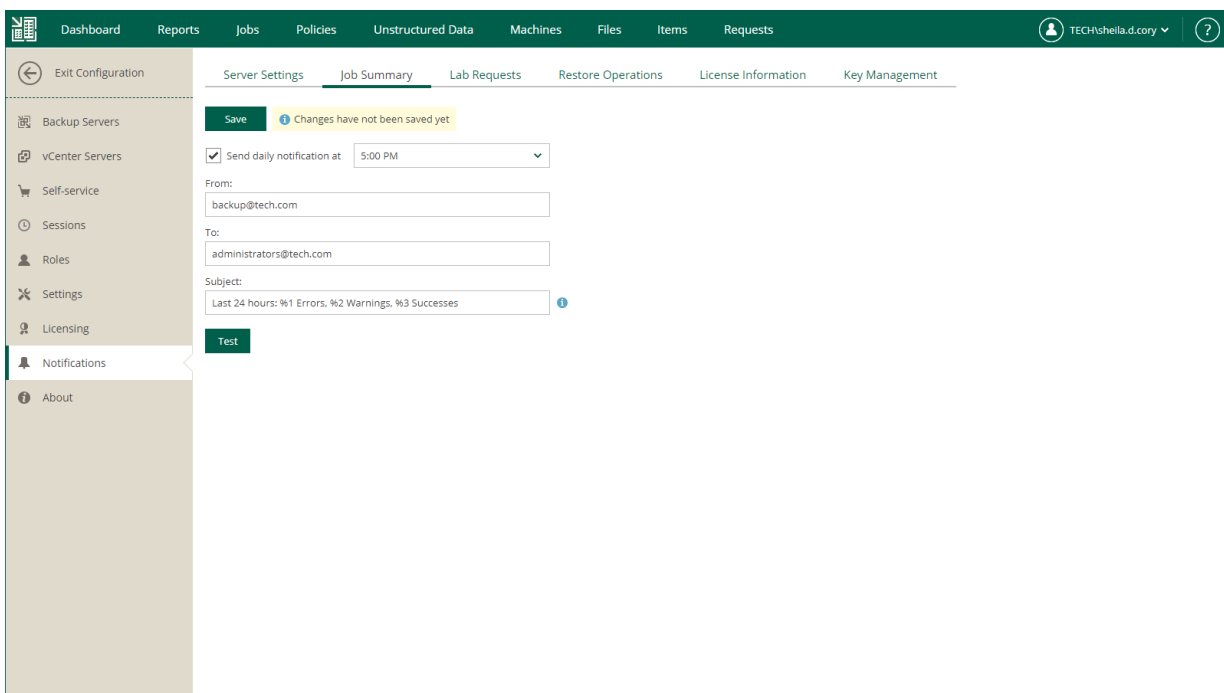 Dashboard Reports Jobs Policies Unstructured Data Machines Files Items Requests TECH\sheila.d.cory ?
Exit Configuration
Server Settings Job Summary Lab Requests Restore Operations License Information Key Management
Save Changes have not been saved yet
Backup Servers
vCenter Servers
Self-service
Sessions
Roles
Settings
Licensing
Notifications
About
Send daily notification at 5:00 PM
From:
backup@tech.com
To:
administrators@tech.com
Subject:
Last 24 hours: %1 Errors, %2 Warnings, %3 Successes
Test